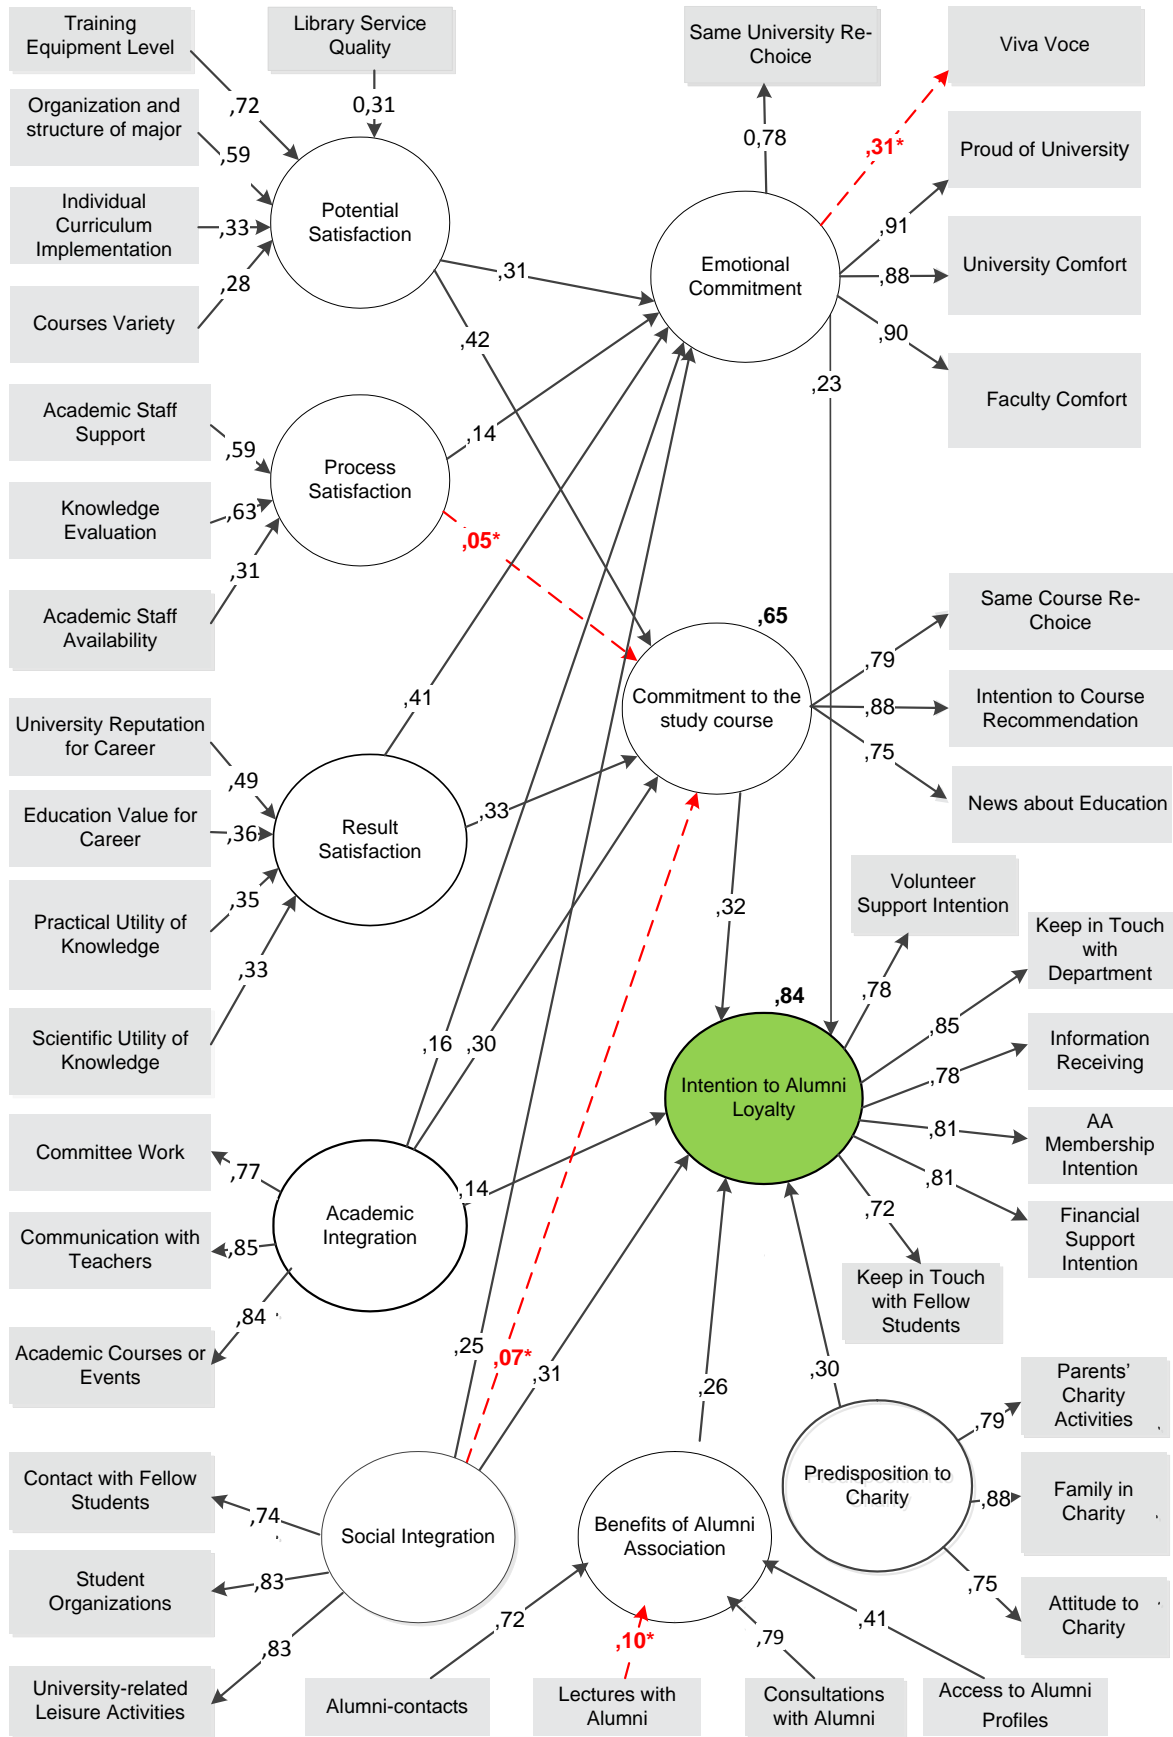 Training
Equipment Level
Library Service
Quality
Same University Re-
Choice
Viva Voce
,72
0,31
0,78
,31*
Organization and
structure of major
,59
Proud of University
Individual
Curriculum
Implementation
,33
Potential
Satisfaction
,91
Emotional
Commitment
,88
University Comfort
,28
,31
Courses Variety
,42
,90
,23
Faculty Comfort
Academic Staff
Support
,59
,14
Process
Satisfaction
Knowledge
Evaluation
,63
,05*
,31
Academic Staff
Availability
,65
Same Course Re-
Choice
,79
,41
Commitment to the
study course
,88
Intention to Course
Recommendation
University Reputation
for Career
,49
,75
News about Education
Education Value for
Career
,36
Result
Satisfaction
,33
,35
Practical Utility of
Knowledge
,32
Volunteer
Support Intention
Keep in Touch
with
Department
,33
,84
,78
,85
Scientific Utility of
Knowledge
,16
,30
Information
Receiving
,78
Intention to Alumni
Loyalty
Committee Work
,77
,81
AA
Membership
Intention
,14
,81
Academic
Integration
,72
Communication with
Teachers
,85
Financial
Support
Intention
Keep in Touch
with Fellow
Students
,84
Academic Courses or
Events
,25
,07*
,31
,26
,30
Parents’
Charity
Activities
,79
Contact with Fellow
Students
,74
Social Integration
Benefits of Alumni
Association
Predisposition to
Charity
,88
Family in
Charity
Student
Organizations
,83
,75
Attitude to
Charity
,83
,72
,10*
,79
,41
University-related
Leisure Activities
Alumni-contacts
Lectures with
Alumni
Consultations
with Alumni
Access to Alumni
Profiles